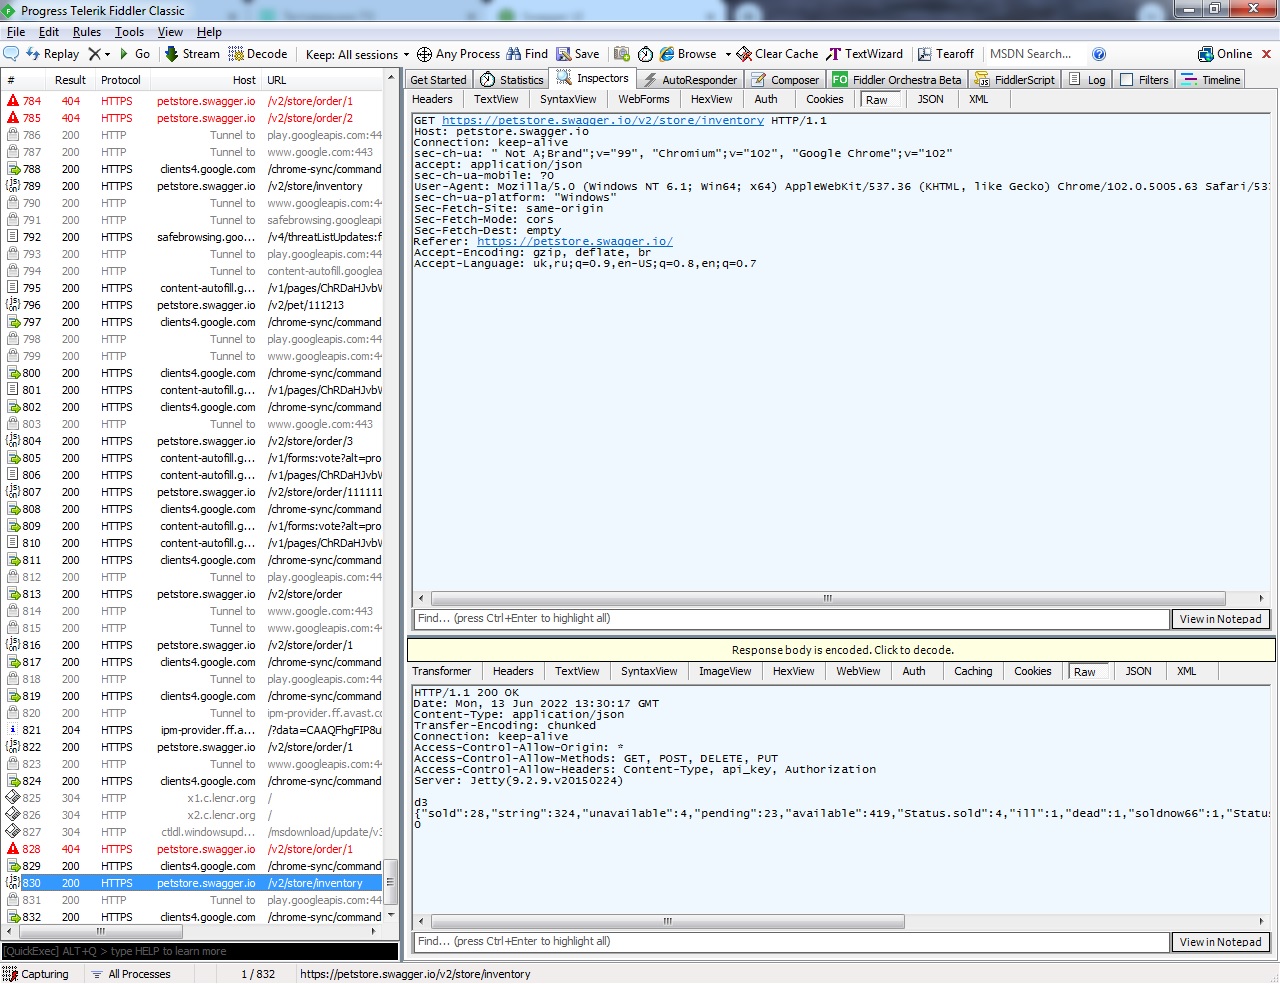 Progress Telerik Fiddler Classic
File Edit Rules Tools View Help
Replay Go Stream Decode Keep: All sessions Any Process Find Save Browse Clear Cache TextWizard Tearoff MSDN Search... Online
# Result Protocol Host URL
784 404 HTTPS petstore.swagger.io /v2/store/order/1
785 404 HTTPS petstore.swagger.io /v2/store/order/2
786 200 HTTP Tunnel to play.googleapis.com:44
787 200 HTTP Tunnel to www.google.com:443
788 200 HTTPS clients4.google.com /chrome-sync/command
789 200 HTTPS petstore.swagger.io /v2/store/inventory
790 200 HTTP Tunnel to www.googleapis.com:44
791 200 HTTP Tunnel to safebrowsing.googleapi
792 200 HTTPS safebrowsing.goo... /v4/threatListUpdates:f
793 200 HTTP Tunnel to play.googleapis.com:44
794 200 HTTP Tunnel to content-autofill.googlea
795 200 HTTPS content-autofill.g... /v1/pages/ChRDaHJvbW
796 200 HTTPS petstore.swagger.io /v2/pet/111213
797 200 HTTPS clients4.google.com /chrome-sync/command
798 200 HTTP Tunnel to play.googleapis.com:44
799 200 HTTP Tunnel to www.googleapis.com:44
800 200 HTTPS clients4.google.com /chrome-sync/command
801 200 HTTPS content-autofill.g... /v1/pages/ChRDaHJvbW
802 200 HTTPS clients4.google.com /chrome-sync/command
803 200 HTTP Tunnel to www.google.com:443
804 200 HTTPS petstore.swagger.io /v2/store/order/3
805 200 HTTPS content-autofill.g... /v1/forms:vote?alt=pro
806 200 HTTPS content-autofill.g... /v1/pages/ChRDaHJvbW
807 200 HTTPS petstore.swagger.io /v2/store/order/111111
808 200 HTTPS clients4.google.com /chrome-sync/command
809 200 HTTPS content-autofill.g... /v1/forms:vote?alt=pro
810 200 HTTPS content-autofill.g... /v1/pages/ChRDaHJvbW
811 200 HTTPS clients4.google.com /chrome-sync/command
812 200 HTTP Tunnel to play.googleapis.com:44
813 200 HTTPS petstore.swagger.io /v2/store/order
814 200 HTTP Tunnel to www.google.com:443
815 200 HTTP Tunnel to www.googleapis.com:44
816 200 HTTPS petstore.swagger.io /v2/store/order/1
817 200 HTTPS clients4.google.com /chrome-sync/command
818 200 HTTP Tunnel to play.googleapis.com:44
819 200 HTTPS clients4.google.com /chrome-sync/command
820 200 HTTP Tunnel to ipm-provider.ff.avast.co
821 204 HTTPS ipm-provider.ff.a... /?data=CAAQFhgFIP8u
822 200 HTTPS petstore.swagger.io /v2/store/order/1
823 200 HTTP Tunnel to www.googleapis.com:44
824 200 HTTPS clients4.google.com /chrome-sync/command
825 304 HTTP x1.c.lencr.org /
826 304 HTTP x2.c.lencr.org /
827 304 HTTP ctldl.windowsupd... /msdownload/update/v3
828 404 HTTPS petstore.swagger.io /v2/store/order/1
829 200 HTTPS clients4.google.com /chrome-sync/command
830 200 HTTPS petstore.swagger.io /v2/store/inventory
831 200 HTTP Tunnel to play.googleapis.com:44
832 200 HTTPS clients4.google.com /chrome-sync/command
[QuickExec] ALT+Q > type HELP to learn more
Get Started Statistics Inspectors AutoResponder Composer FO Fiddler Orchestra Beta FiddlerScript Log Filters Timeline
Headers TextView SyntaxView WebForms HexView Auth Cookies Raw JSON XML
GET https://petstore.swagger.io/v2/store/inventory HTTP/1.1
Host: petstore.swagger.io
Connection: keep-alive
sec-ch-ua: " Not A;Brand";v="99", "Chromium";v="102", "Google Chrome";v="102"
accept: application/json
sec-ch-ua-mobile: ?0
User-Agent: Mozilla/5.0 (Windows NT 6.1; Win64; x64) AppleWebKit/537.36 (KHTML, like Gecko) Chrome/102.0.5005.63 Safari/53
sec-ch-ua-platform: "Windows"
Sec-Fetch-Site: same-origin
Sec-Fetch-Mode: cors
Sec-Fetch-Dest: empty
Referer: https://petstore.swagger.io/
Accept-Encoding: gzip, deflate, br
Accept-Language: uk,ru;q=0.9,en-US;q=0.8,en;q=0.7
Find... (press Ctrl+Enter to highlight all) View in Notepad
Response body is encoded. Click to decode.
Transformer Headers TextView SyntaxView ImageView HexView WebView Auth Caching Cookies Raw JSON XML
HTTP/1.1 200 OK
Date: Mon, 13 Jun 2022 13:30:17 GMT
Content-Type: application/json
Transfer-Encoding: chunked
Connection: keep-alive
Access-Control-Allow-Origin: *
Access-Control-Allow-Methods: GET, POST, DELETE, PUT
Access-Control-Allow-Headers: Content-Type, api_key, Authorization
Server: Jetty(9.2.9.v20150224)
d3
{"sold":28,"string":324,"unavailable":4,"pending":23,"available":419,"Status.sold":4,"ill":1,"dead":1,"soldnow66":1,"Statu
0
Find... (press Ctrl+Enter to highlight all) View in Notepad
Capturing All Processes 1 / 832 https://petstore.swagger.io/v2/store/inventory